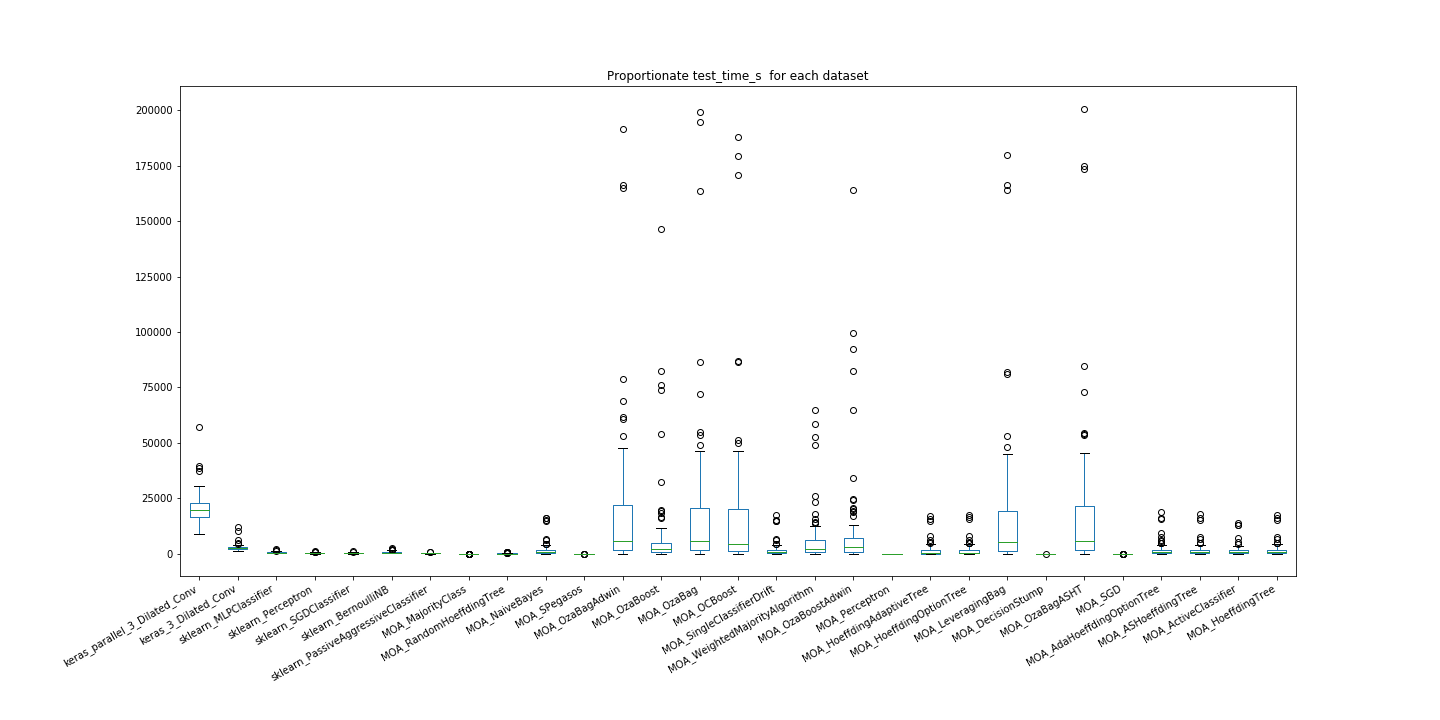 Proportionate test_time_s  for each dataset
200000
175000
150000
125000
100000
75000
50000
25000
0
keras_parallel_3_Dilated_Conv
keras_3_Dilated_Conv
sklearn_MLPClassifier
sklearn_Perceptron
sklearn_SGDClassifier
sklearn_BernoulliNB
sklearn_PassiveAggressiveClassifier
MOA_MajorityClass
MOA_RandomHoeffdingTree
MOA_NaiveBayes
MOA_SPegasos
MOA_OzaBagAdwin
MOA_OzaBoost
MOA_OzaBag
MOA_OCBoost
MOA_SingleClassifierDrift
MOA_WeightedMajorityAlgorithm
MOA_OzaBoostAdwin
MOA_Perceptron
MOA_HoeffdingAdaptiveTree
MOA_HoeffdingOptionTree
MOA_LeveragingBag
MOA_DecisionStump
MOA_OzaBagASHT
MOA_SGD
MOA_AdaHoeffdingOptionTree
MOA_ASHoeffdingTree
MOA_ActiveClassifier
MOA_HoeffdingTree